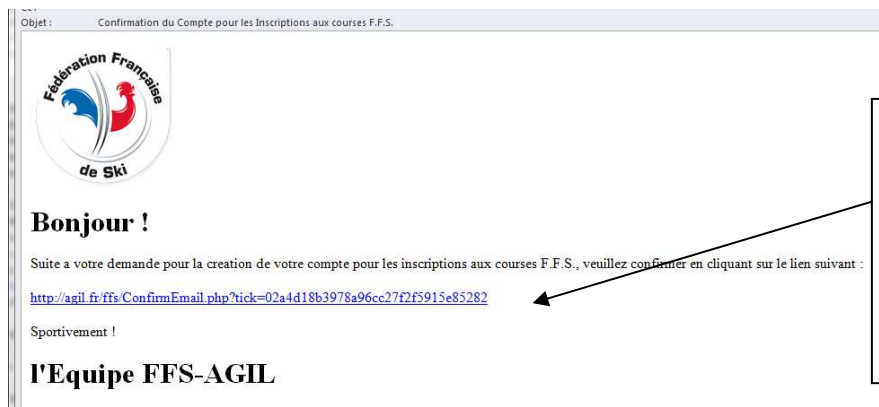 Objet : Confirmation du Compte pour les Inscriptions aux courses F.F.S.
Fédération Française
de Ski
Bonjour !
Suite a votre demande pour la creation de votre compte pour les inscriptions aux courses F.F.S., veuillez confirmer en cliquant sur le lien suivant :
http://agil.fr/ffs/ConfirmEmail.php?tick=02a4d18b3978a96cc27f2f5915e85282
Sportivement !
l'Equipe FFS-AGIL